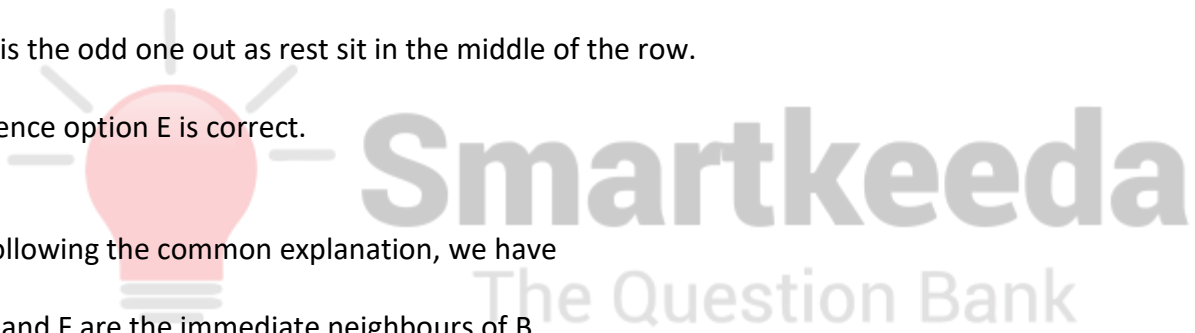 is the odd one out as rest sit in the middle of the row.
ence option E is correct.
Smartkeeda
ollowing the common explanation, we have
The Question Bank
and F are the immediate neighbours of B